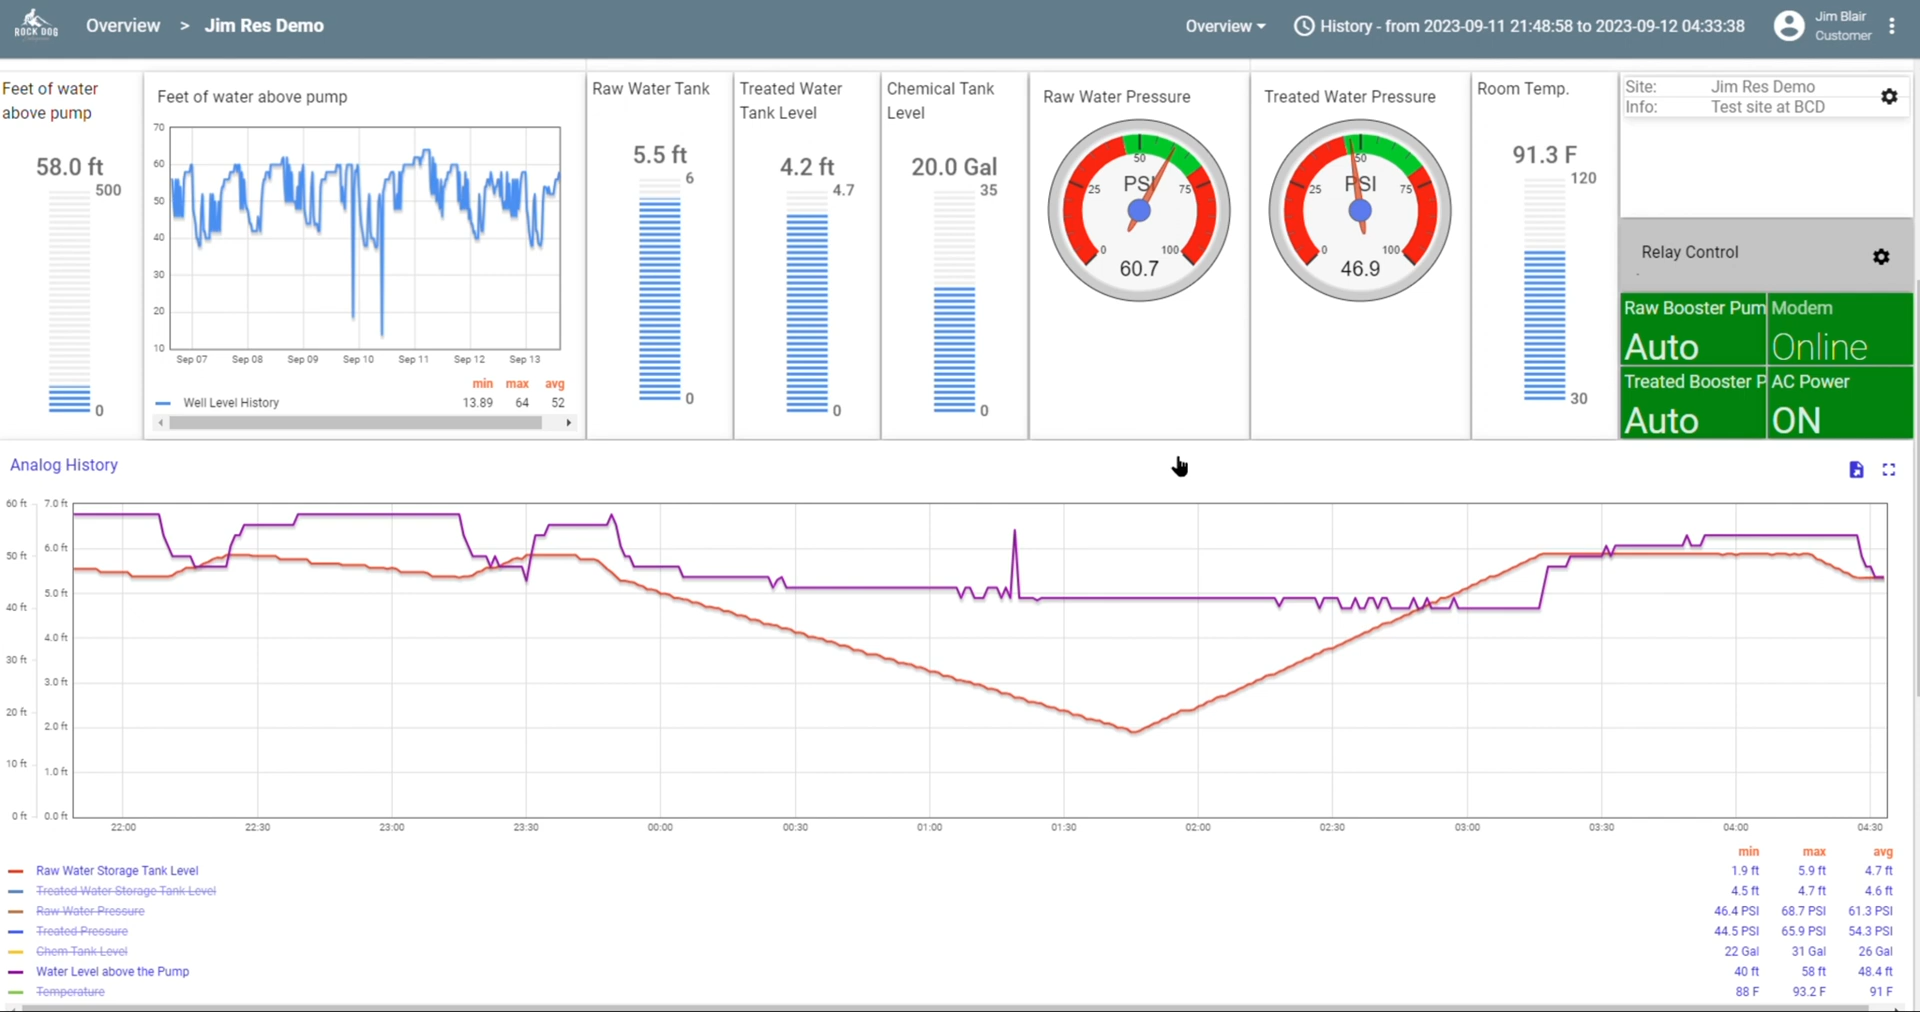 ROCK DOG
Overview > Jim Res Demo
Overview
History - from 2023-09-11 21:48:58 to 2023-09-12 04:33:38
Jim Blair
Customer
Feet of water
above pump
58.0 ft
500
0
Feet of water above pump
70
60
50
40
30
20
10
Sep 07 Sep 08 Sep 09 Sep 10 Sep 11 Sep 12 Sep 13
min max avg
Well Level History 13.89 64 52
Raw Water Tank
5.5 ft
6
0
Treated Water
Tank Level
4.2 ft
4.7
0
Chemical Tank
Level
20.0 Gal
35
0
Raw Water Pressure
50
PSI
25 75
0 100
60.7
Treated Water Pressure
50
PSI
25 75
0 100
46.9
Room Temp.
91.3 F
120
30
Site: Jim Res Demo
Info: Test site at BCD
Relay Control
.
Raw Booster Pum
Auto
Modem
Online
Treated Booster P
Auto
AC Power
ON
Analog History
60 ft 7.0 ft
6.0 ft
50 ft
5.0 ft
40 ft
4.0 ft
30 ft
3.0 ft
20 ft
2.0 ft
10 ft
1.0 ft
0 ft 0.0 ft
22:00 22:30 23:00 23:30 00:00 00:30 01:00 01:30 02:00 02:30 03:00 03:30 04:00 04:30
min max avg
Raw Water Storage Tank Level 1.9 ft 5.9 ft 4.7 ft
Treated Water Storage Tank Level 4.5 ft 4.7 ft 4.6 ft
Raw Water Pressure 46.4 PSI 68.7 PSI 61.3 PSI
Treated Pressure 44.5 PSI 65.9 PSI 54.3 PSI
Chem Tank Level 22 Gal 31 Gal 26 Gal
Water Level above the Pump 40 ft 58 ft 48.4 ft
Temperature 88 F 93.2 F 91 F